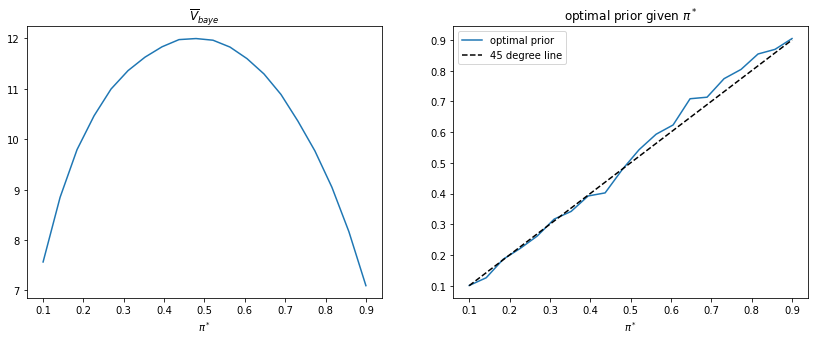 $\overline{V}_{baye}$
12
11
10
9
8
7
0.1 0.2 0.3 0.4 0.5 0.6 0.7 0.8 0.9
π*
optimal prior given π*
optimal prior
45 degree line
0.9
0.8
0.7
0.6
0.5
0.4
0.3
0.2
0.1
0.1 0.2 0.3 0.4 0.5 0.6 0.7 0.8 0.9
π*